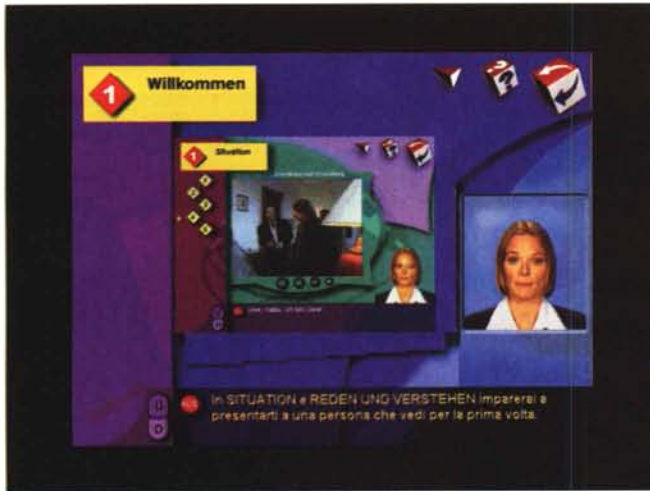 1
Willkommen
?
1
Situation
Ü
D
In SITUATION e REDEN UND VERSTEHEN imparerai a
presentarti a una persona che vedi per la prima volta.